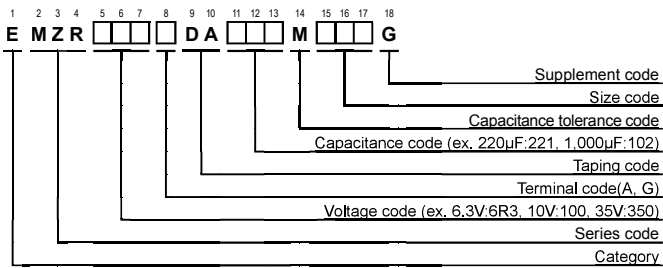 1 2 3 4 5 6 7 8 9 10 11 12 13 14 15 16 17 18
E M Z R D A M G
Supplement code
Size code
Capacitance tolerance code
Capacitance code (ex. 220μF:221, 1,000μF:102)
Taping code
Terminal code(A, G)
Voltage code (ex. 6.3V:6R3, 10V:100, 35V:350)
Series code
Category